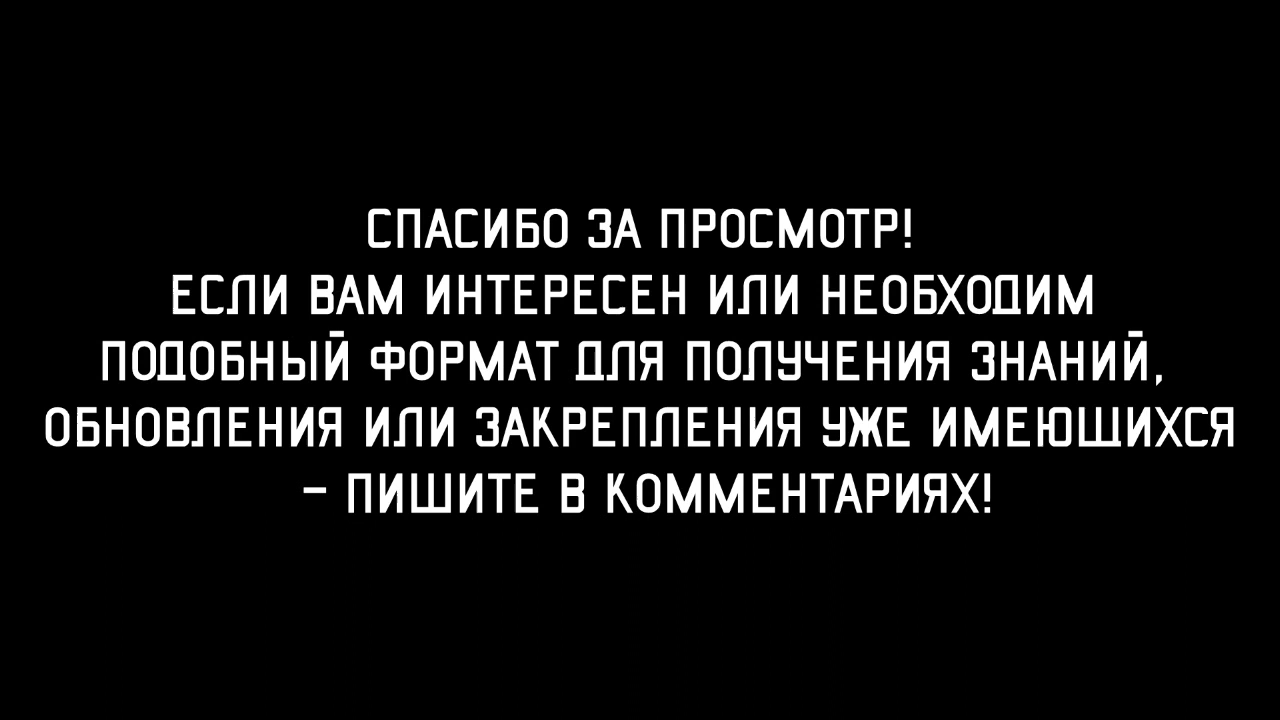 СПАСИБО ЗА ПРОСМОТР!
ЕСЛИ ВАМ ИНТЕРЕСЕН ИЛИ НЕОБХОДИМ
ПОДОБНЫЙ ФОРМАТ ДЛЯ ПОЛУЧЕНИЯ ЗНАНИЙ,
ОБНОВЛЕНИЯ ИЛИ ЗАКРЕПЛЕНИЯ УЖЕ ИМЕЮЩИХСЯ
– ПИШИТЕ В КОММЕНТАРИЯХ!